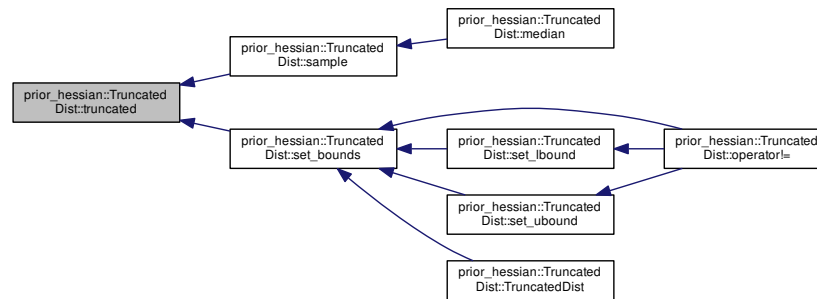 prior_hessian::Truncated
Dist::truncated
prior_hessian::Truncated
Dist::sample
prior_hessian::Truncated
Dist::median
prior_hessian::Truncated
Dist::set_bounds
prior_hessian::Truncated
Dist::set_lbound
prior_hessian::Truncated
Dist::operator!=
prior_hessian::Truncated
Dist::set_ubound
prior_hessian::Truncated
Dist::TruncatedDist